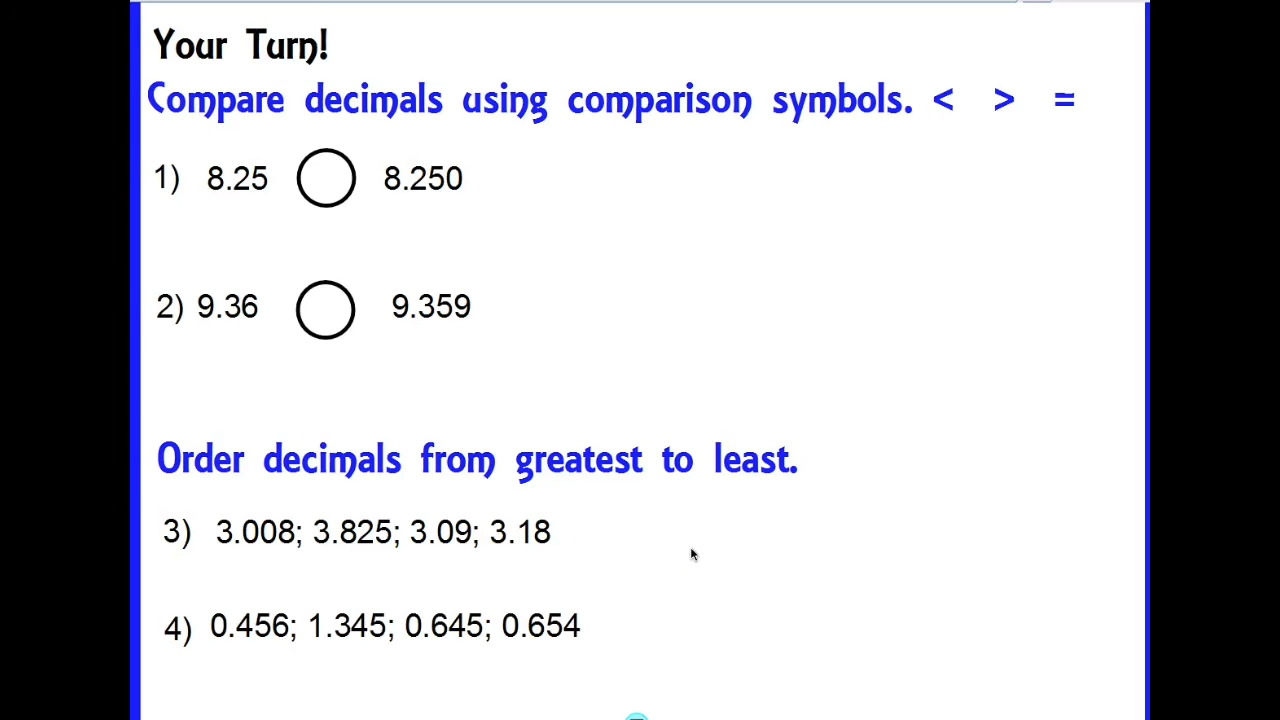 Your Turn!
Compare decimals using comparison symbols. < > =
1) 8.25 8.250
2) 9.36 9.359
Order decimals from greatest to least.
3) 3.008; 3.825; 3.09; 3.18
4) 0.456; 1.345; 0.645; 0.654